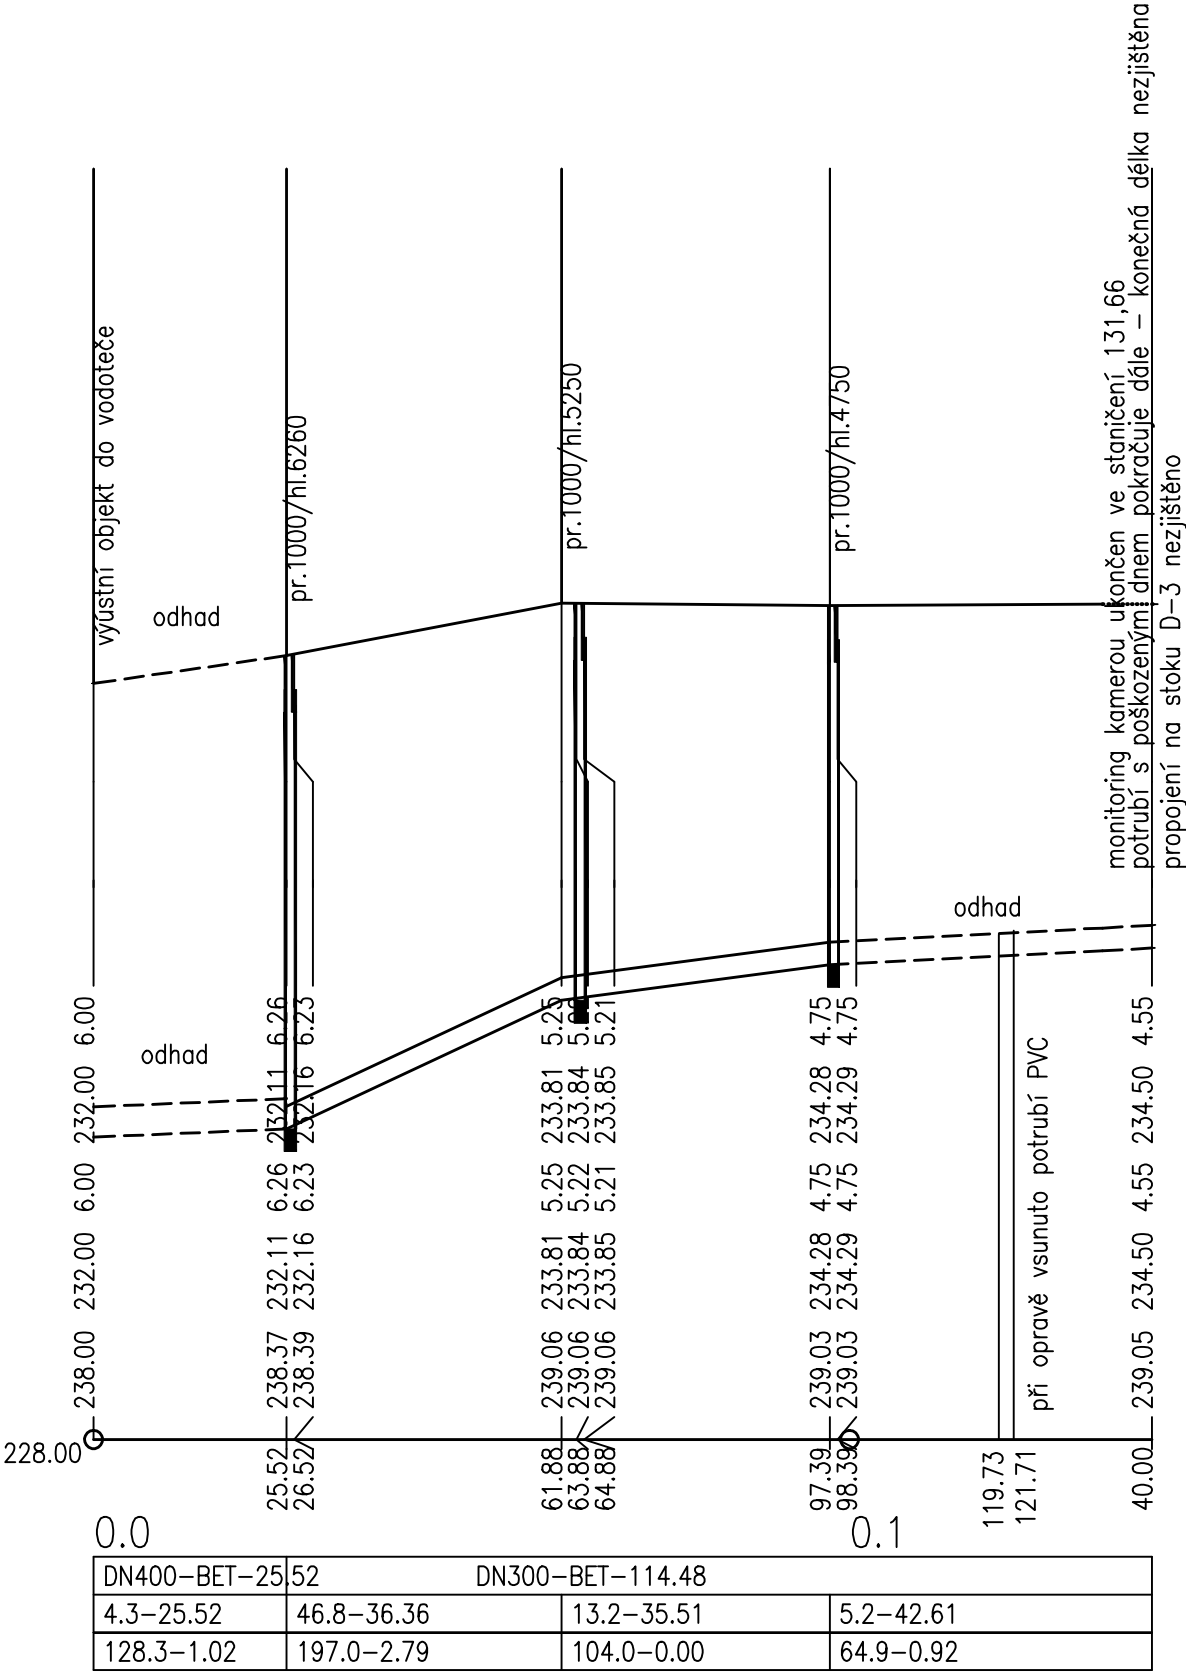 výústní objekt do vodoteče
pr.1000/hl.6260
pr.1000/hl.5250
pr.1000/hl.4750
monitoring kamerou ukončen ve staničení 131,66
potrubí s poškozeným dnem pokračuje dále – konečná délka nezjištěna
propojení na stoku D-3 nezjištěno
odhad
odhad
odhad
při opravě vsunuto potrubí PVC
238.00 232.00 6.00 232.00 6.00
238.37 232.11 6.26 232.11 6.26
238.39 232.16 6.23 232.16 6.23
239.06 233.81 5.25 233.81 5.25
239.06 233.84 5.22 233.84
239.06 233.85 5.21 233.85 5.21
239.03 234.28 4.75 234.28 4.75
239.03 234.29 4.75 234.29 4.75
239.05 234.50 4.55 234.50 4.55
228.00
25.52
26.52
61.88
63.88
64.88
97.39
98.39
119.73
121.71
40.00
0.0
0.1
DN400-BET-25.52 DN300-BET-114.48
4.3-25.52 46.8-36.36 13.2-35.51 5.2-42.61
128.3-1.02 197.0-2.79 104.0-0.00 64.9-0.92